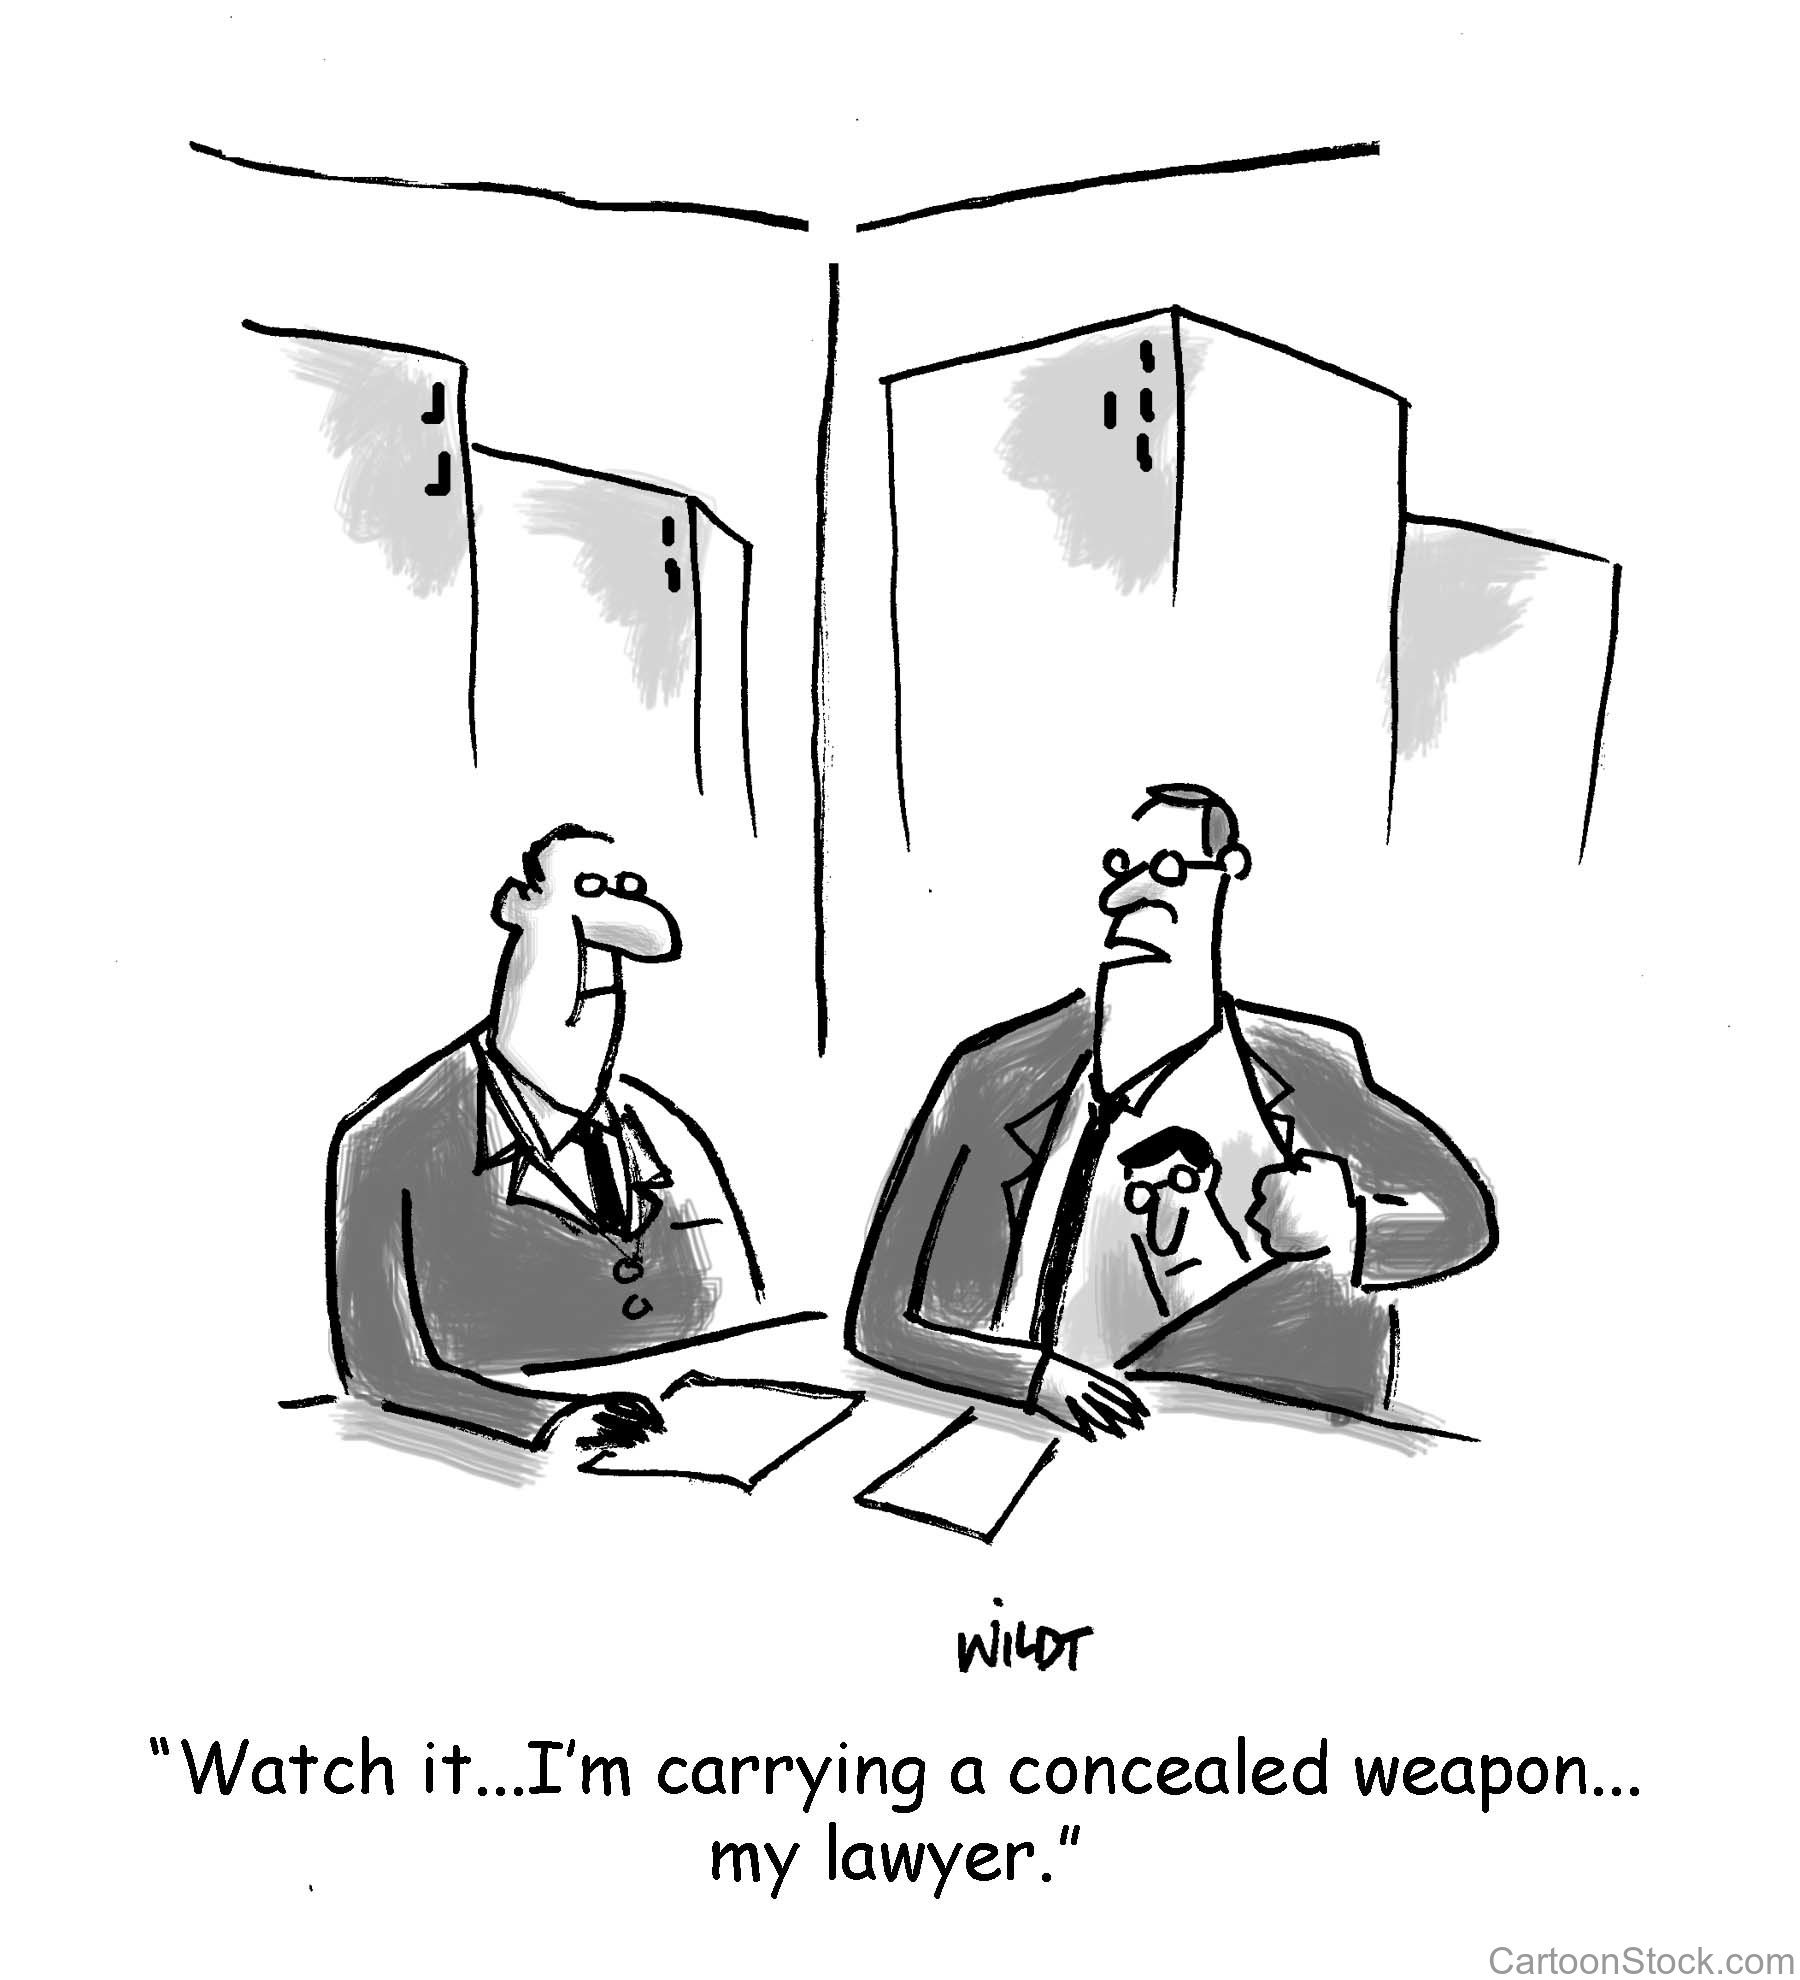 WILDT
“Watch it...I’m carrying a concealed weapon...
my lawyer.”
CartoonStock.com